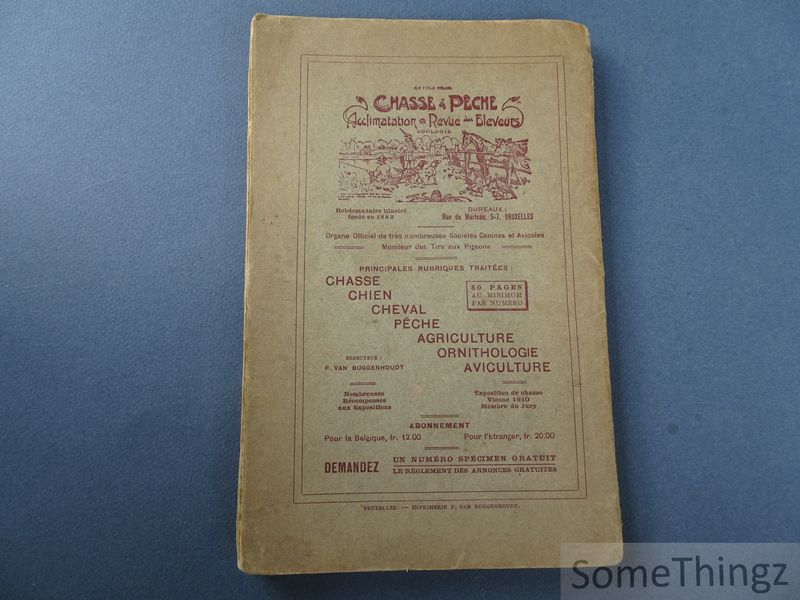 CHASSE & PÊCHE
Acclimatation & Revue des Eleveurs
ZOOLOGIE
Hebdomadaire illustré
fondé en 1882
BUREAUX :
Rue du Marteau, 5-7, BRUXELLES
Organe Officiel de très nombreuses Sociétés Canines et Avicoles
Moniteur des Tirs aux Pigeons
PRINCIPALES RUBRIQUES TRAITÉES :
CHASSE
CHIEN
CHEVAL
PÊCHE
AGRICULTURE
ORNITHOLOGIE
AVICULTURE
50 PAGES
AU MINIMUM
PAR NUMÉRO
DIRECTEUR :
F. VAN BUGGENHOUDT
Nombreuses
Récompenses
aux Expositions
Exposition de chasse
Vienne 1910
Membre du Jury
ABONNEMENT
Pour la Belgique, fr. 12.00 Pour l'Etranger, fr. 20.00
DEMANDEZ
UN NUMÉRO SPÉCIMEN GRATUIT
LE RÈGLEMENT DES ANNONCES GRATUITES
BRUXELLES. — IMPRIMERIE F. VAN BUGGENHOUDT.
SomeThingz